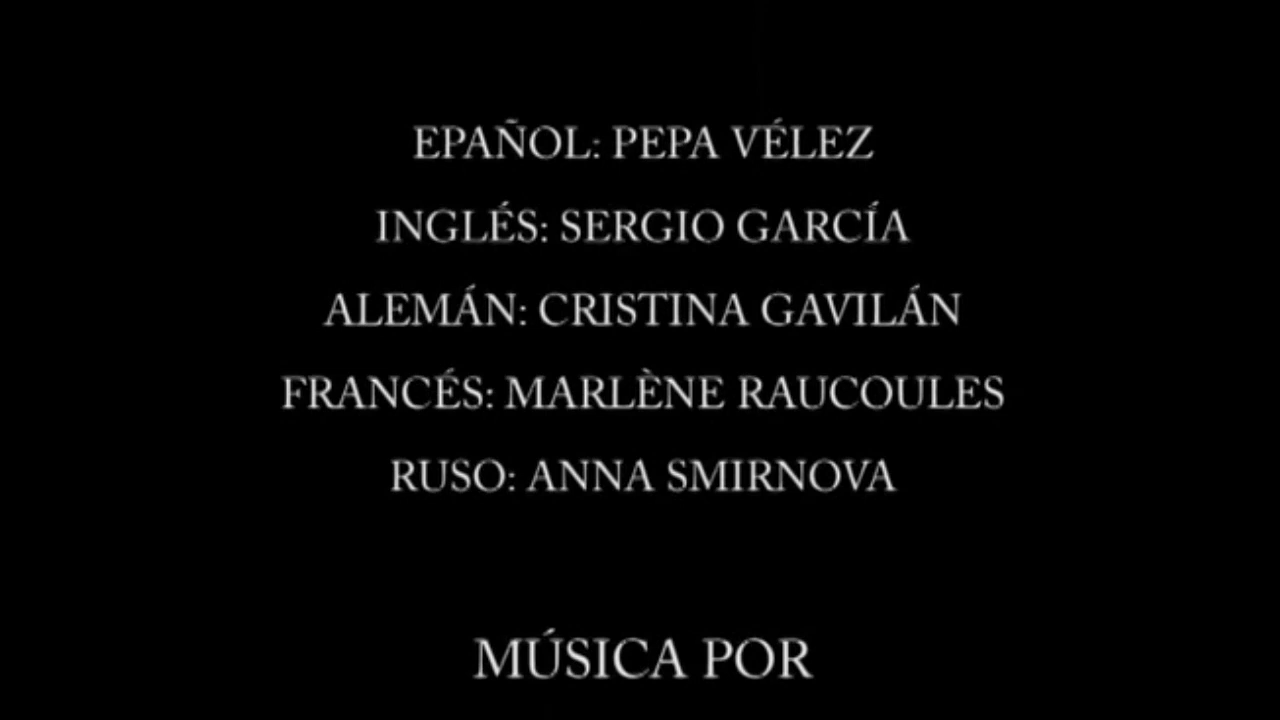 EPAÑOL: PEPA VÉLEZ
INGLÉS: SERGIO GARCÍA
ALEMÁN: CRISTINA GAVILÁN
FRANCÉS: MARLÈNE RAUCOULES
RUSO: ANNA SMIRNOVA
MÚSICA POR